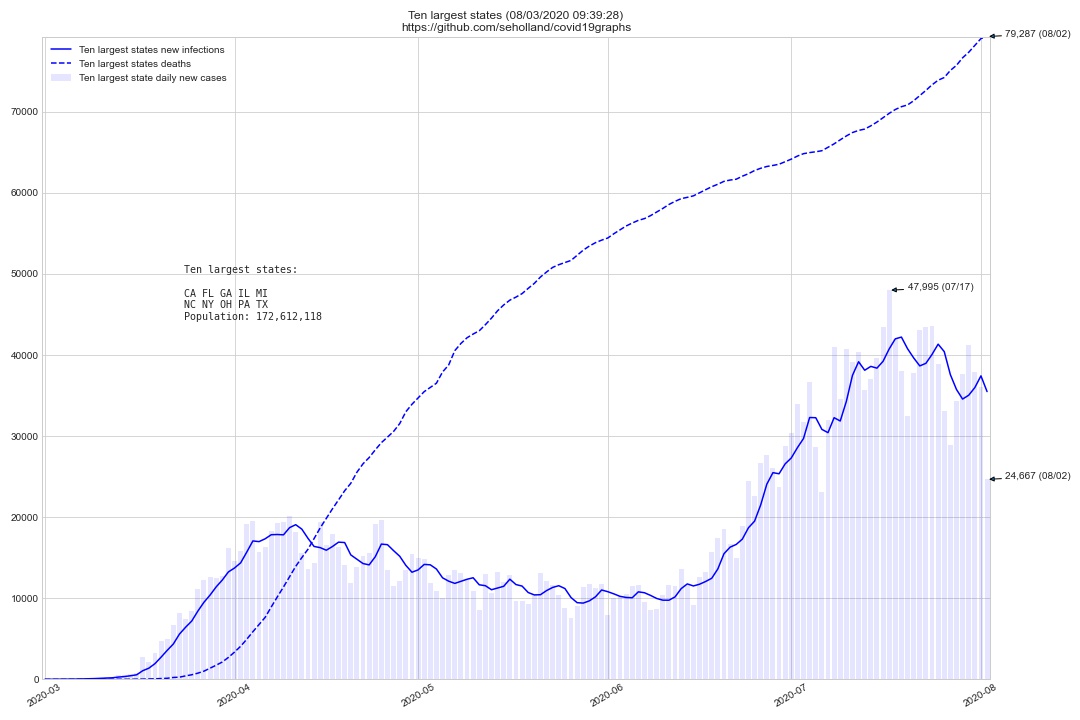 Ten largest states (08/03/2020 09:39:28)
https://github.com/seholland/covid19graphs
79,287 (08/02)
Ten largest states new infections
Ten largest states deaths
Ten largest state daily new cases
70000
60000
Ten largest states:
50000
CA FL GA IL MI
NC NY OH PA TX
Population: 172,612,118
47,995 (07/17)
40000
30000
24,667 (08/02)
20000
10000
0
2020-03
2020-04
2020-05
2020-06
2020-07
2020-08